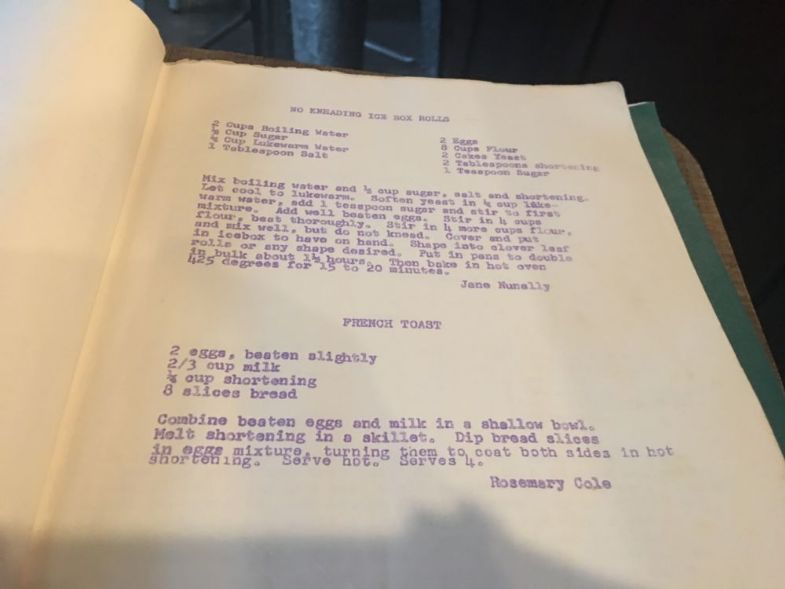 NO KNEADING ICE BOX ROLLS
2 Cups Boiling Water
½ Cup Sugar
¼ Cup Lukewarm Water
1 Tablespoon Salt
2 Eggs
8 Cups Flour
2 Cakes Yeast
2 Tablespoons shortening
1 Teaspoon Sugar
Mix boiling water and ½ cup sugar, salt and shortening.
Let cool to lukewarm. Soften yeast in ¼ cup luke-
warm water, add 1 teaspoon sugar and stir to first
mixture. Add well beaten eggs. Stir in 4 cups
flour, beat thoroughly. Stir in 4 more cups flour,
and mix well, but do not knead. Cover and put
in icebox to have on hand. Shape into clover leaf
rolls or any shape desired. Put in pans to double
in bulk about 1½ hours. Then bake in hot oven
425 degrees for 15 to 20 minutes.
Jane Nunally
FRENCH TOAST
2 eggs, beaten slightly
2/3 cup milk
¼ cup shortening
8 slices bread
Combine beaten eggs and milk in a shallow bowl.
Melt shortening in a skillet. Dip bread slices
in eggs mixture, turning them to coat both sides in hot
shortening. Serve hot. Serves 4.
Rosemary Cole